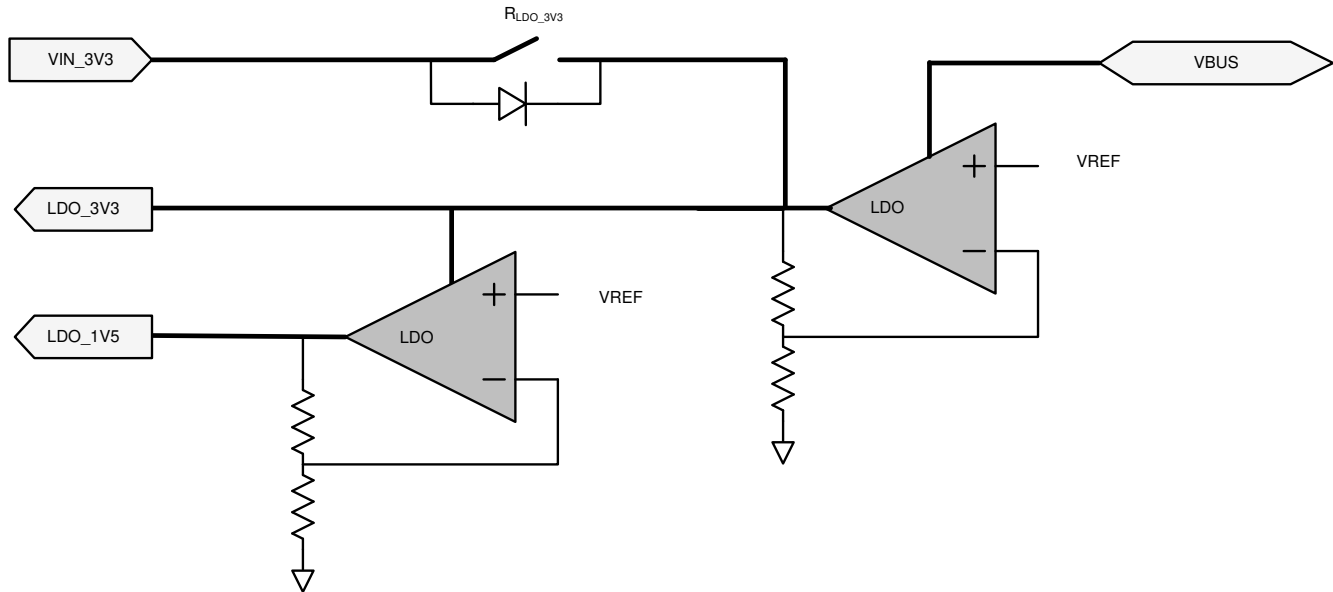 RLDO_3V3
VIN_3V3
VBUS
VREF
LDO_3V3
LDO
VREF
LDO_1V5
LDO